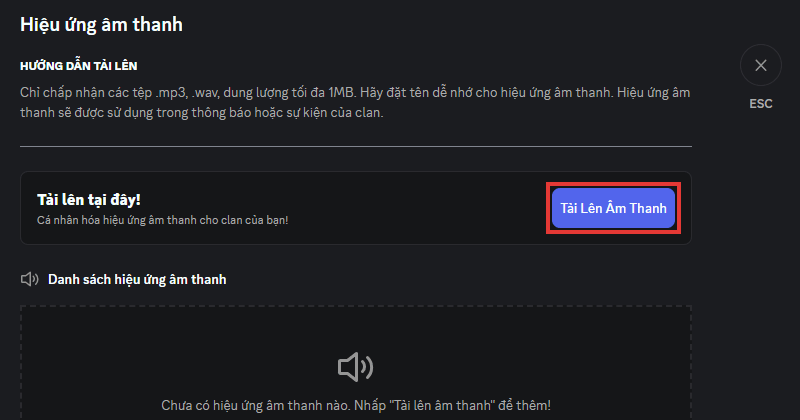 Hiệu ứng âm thanh
HƯỚNG DẪN TẢI LÊN
Chỉ chấp nhận các tệp .mp3, .wav, dung lượng tối đa 1MB. Hãy đặt tên dễ nhớ cho hiệu ứng âm thanh. Hiệu ứng âm
thanh sẽ được sử dụng trong thông báo hoặc sự kiện của clan.
ESC
Tải lên tại đây!
Cá nhân hóa hiệu ứng âm thanh cho clan của bạn!
Tải Lên Âm Thanh
Danh sách hiệu ứng âm thanh
Chưa có hiệu ứng âm thanh nào. Nhấp "Tải lên âm thanh" để thêm!